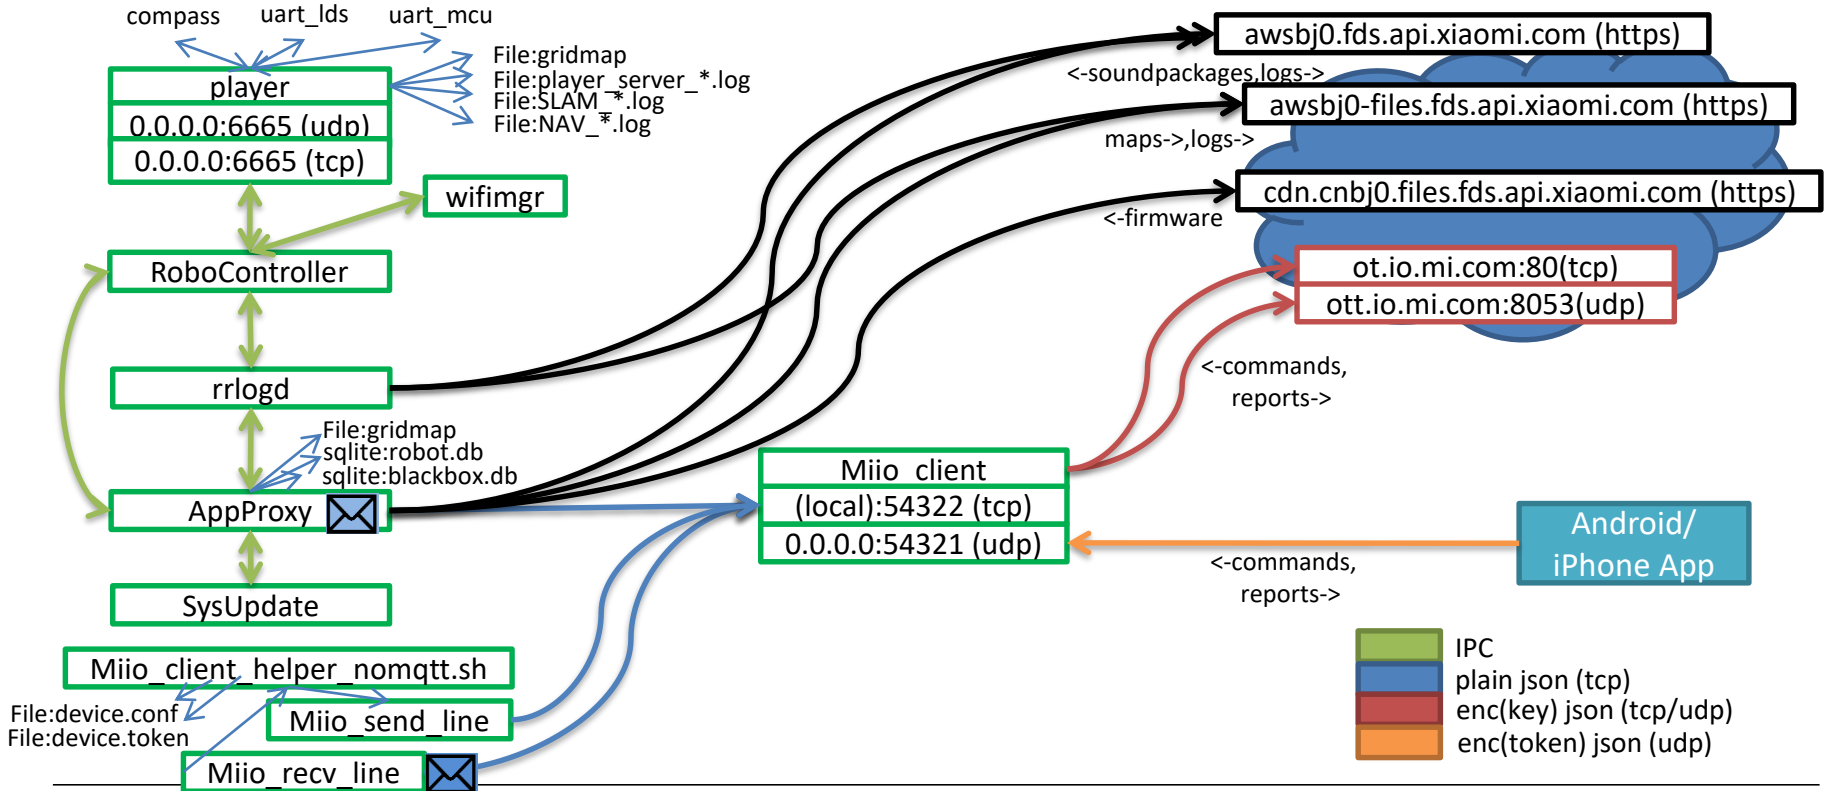 compass
uart_lds
uart_mcu
player
0.0.0.0:6665 (udp)
0.0.0.0:6665 (tcp)
File:gridmap
File:player_server_*.log
File:SLAM_*.log
File:NAV_*.log
wifimgr
RoboController
rrlogd
File:gridmap
sqlite:robot.db
sqlite:blackbox.db
AppProxy
SysUpdate
Miio_client_helper_nomqtt.sh
File:device.conf
File:device.token
Miio_send_line
Miio_recv_line
awsbj0.fds.api.xiaomi.com (https)
<-soundpackages,logs->
awsbj0-files.fds.api.xiaomi.com (https)
maps->,logs->
cdn.cnbj0.files.fds.api.xiaomi.com (https)
<-firmware
ot.io.mi.com:80(tcp)
ott.io.mi.com:8053(udp)
<-commands,
reports->
Miio_client
(local):54322 (tcp)
0.0.0.0:54321 (udp)
<-commands,
reports->
Android/
iPhone App
IPC
plain json (tcp)
enc(key) json (tcp/udp)
enc(token) json (udp)